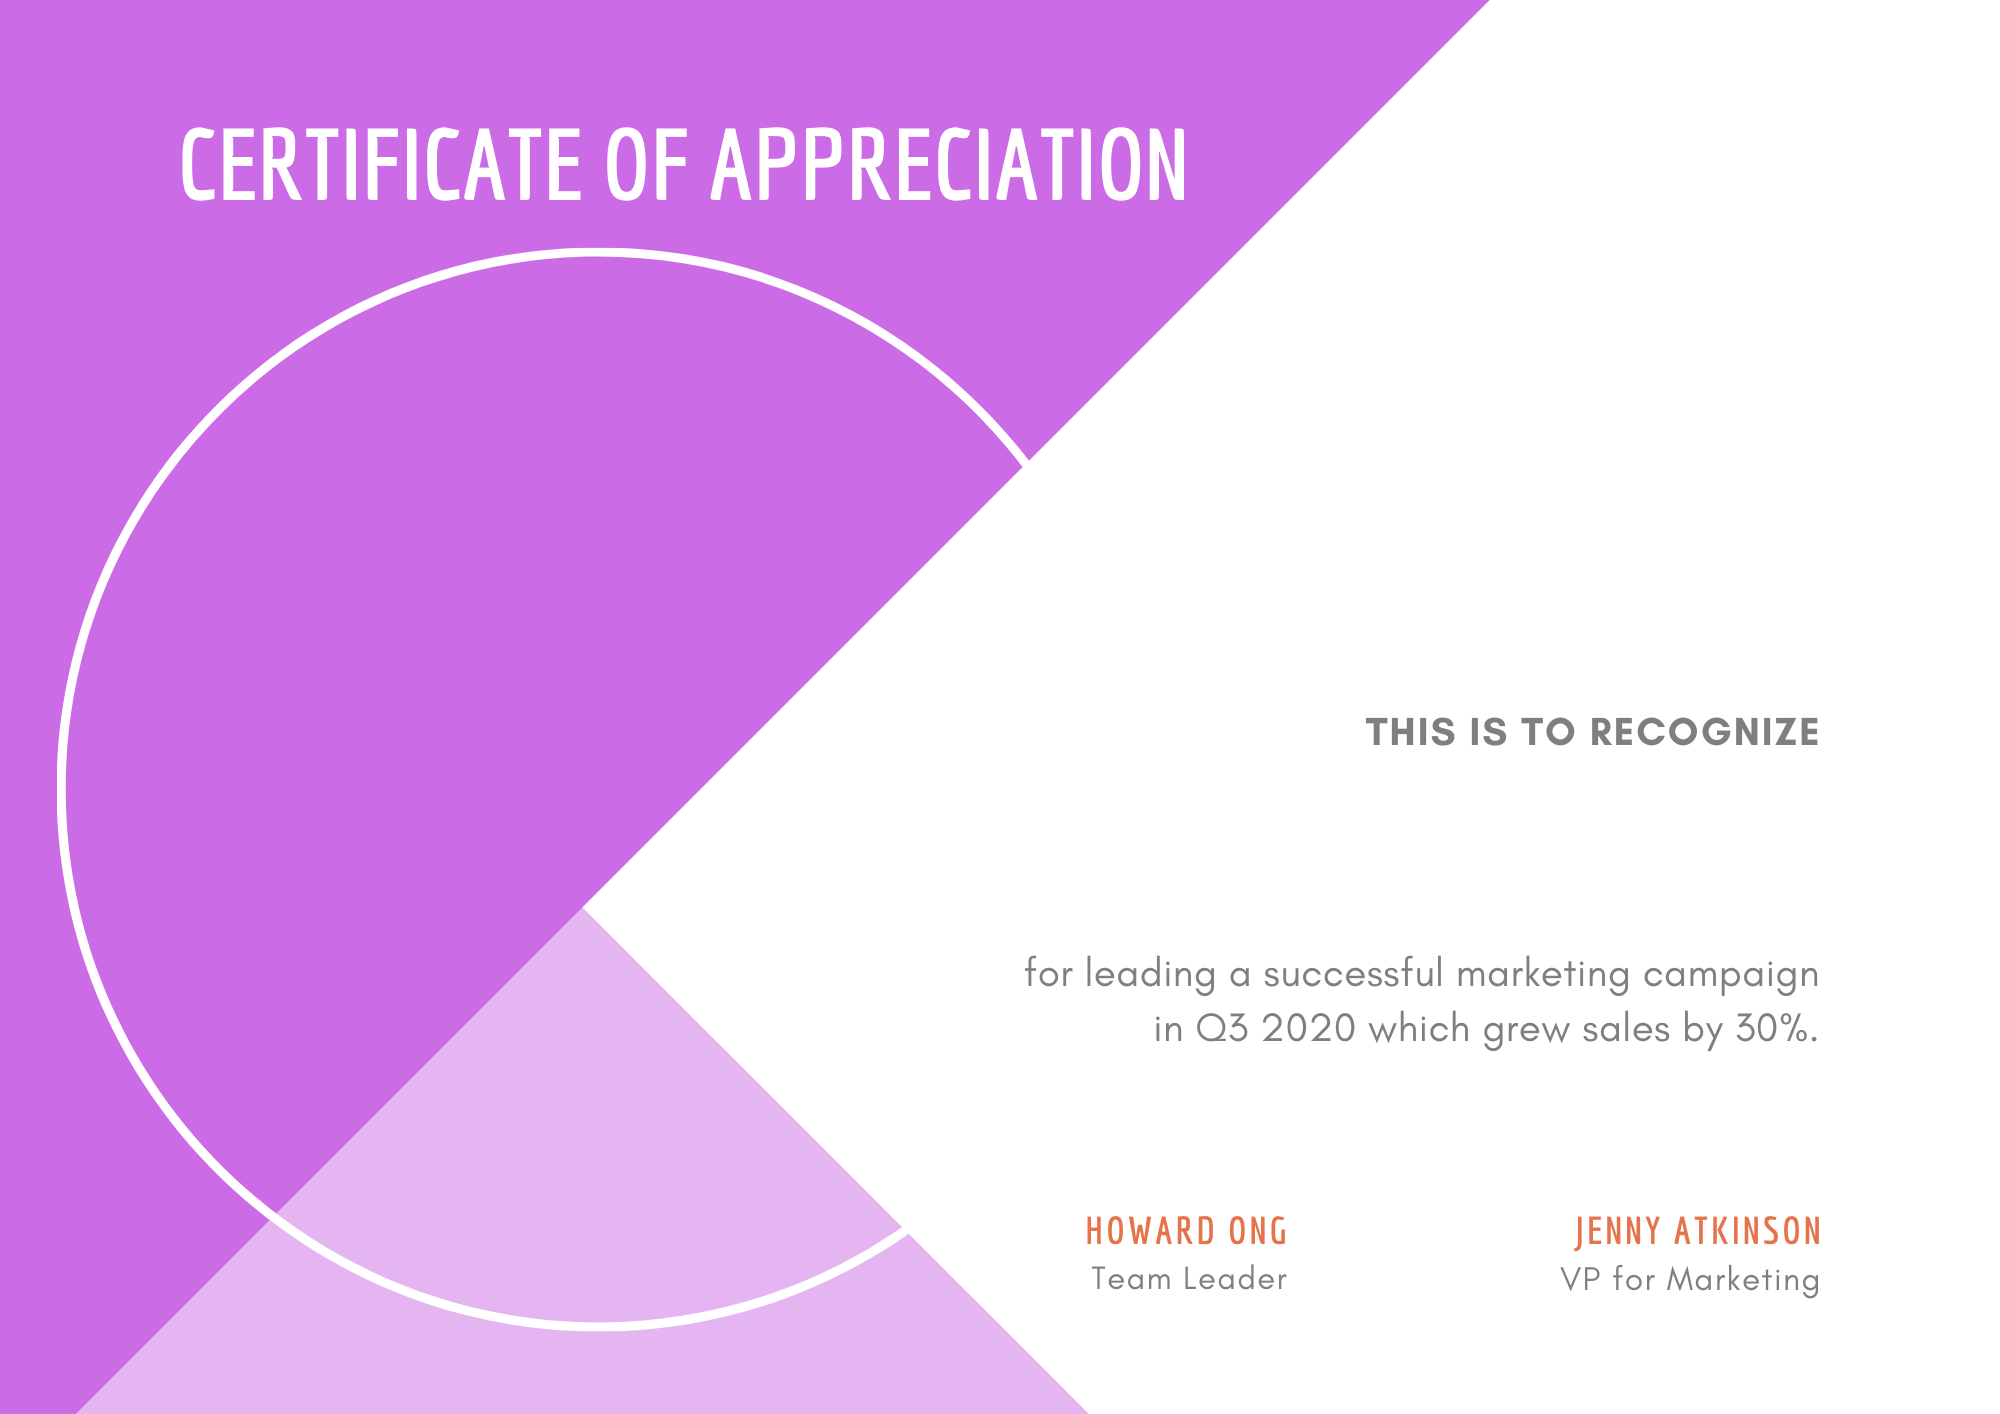 CERTIFICATE OF APPRECIATION
THIS IS TO RECOGNIZE
for leading a successful marketing campaign
in Q3 2020 which grew sales by 30%.
HOWARD ONG
Team Leader
JENNY ATKINSON
VP for Marketing